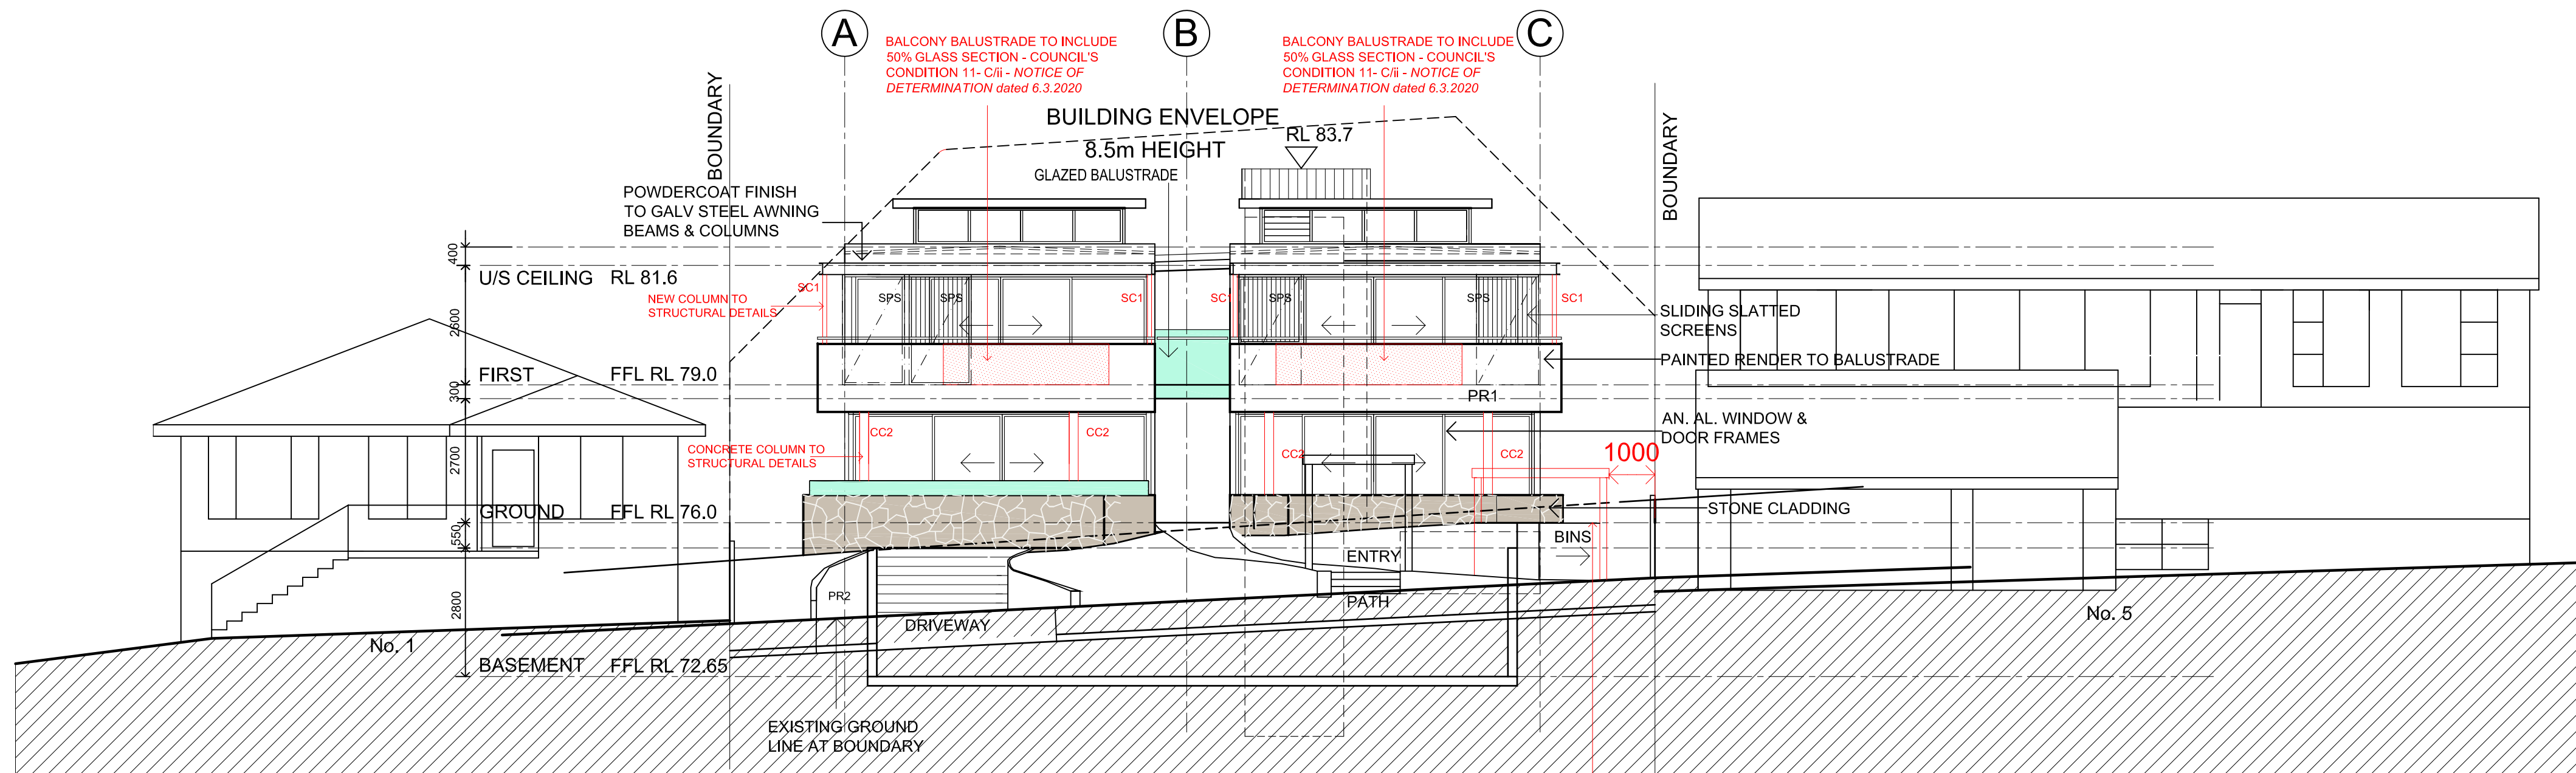 A
B
C
BALCONY BALUSTRADE TO INCLUDE
50% GLASS SECTION - COUNCIL'S
CONDITION 11- C/ii - NOTICE OF
DETERMINATION dated 6.3.2020
BALCONY BALUSTRADE TO INCLUDE
50% GLASS SECTION - COUNCIL'S
CONDITION 11- C/ii - NOTICE OF
DETERMINATION dated 6.3.2020
BOUNDARY
BUILDING ENVELOPE
8.5m HEIGHT
RL 83.7
GLAZED BALUSTRADE
BOUNDARY
POWDERCOAT FINISH
TO GALV STEEL AWNING
BEAMS & COLUMNS
400
U/S CEILING RL 81.6
NEW COLUMN TO
STRUCTURAL DETAILS
SC1
SPS
SPS
SC1
SC1
SPS
SPS
SC1
SLIDING SLATTED
SCREENS
2600
PAINTED RENDER TO BALUSTRADE
FIRST FFL RL 79.0
300
PR1
AN. AL. WINDOW &
DOOR FRAMES
CC2
CC2
CC2
CC2
CONCRETE COLUMN TO
STRUCTURAL DETAILS
1000
2700
GROUND FFL RL 76.0
STONE CLADDING
550
BINS
ENTRY
PATH
PR2
DRIVEWAY
2800
No. 1
No. 5
BASEMENT FFL RL 72.65
EXISTING GROUND
LINE AT BOUNDARY